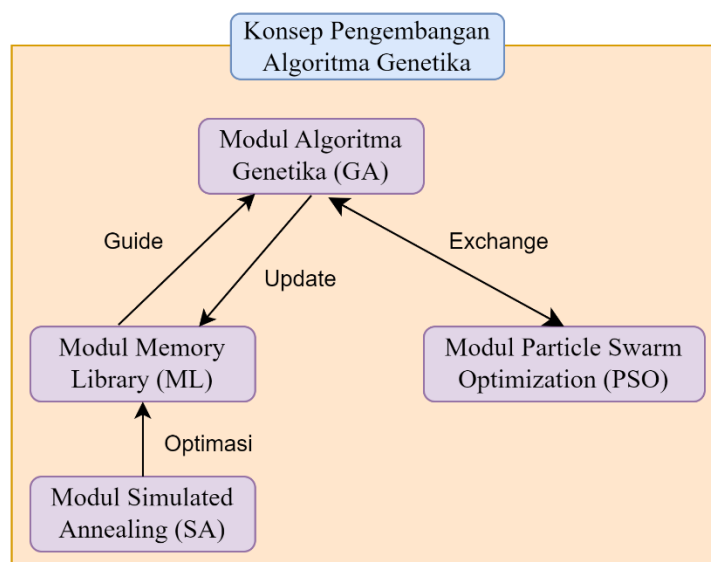 Konsep Pengembangan
Algoritma Genetika
Modul Algoritma
Genetika (GA)
Guide
Update
Exchange
Modul Memory
Library (ML)
Modul Particle Swarm
Optimization (PSO)
Optimasi
Modul Simulated
Annealing (SA)